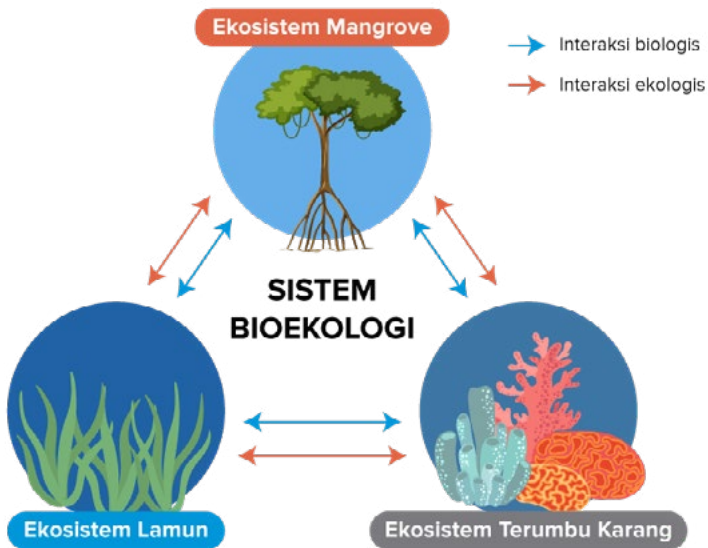 Ekosistem Mangrove
Interaksi biologis
Interaksi ekologis
SISTEM
BIOEKOLOGI
Ekosistem Lamun
Ekosistem Terumbu Karang